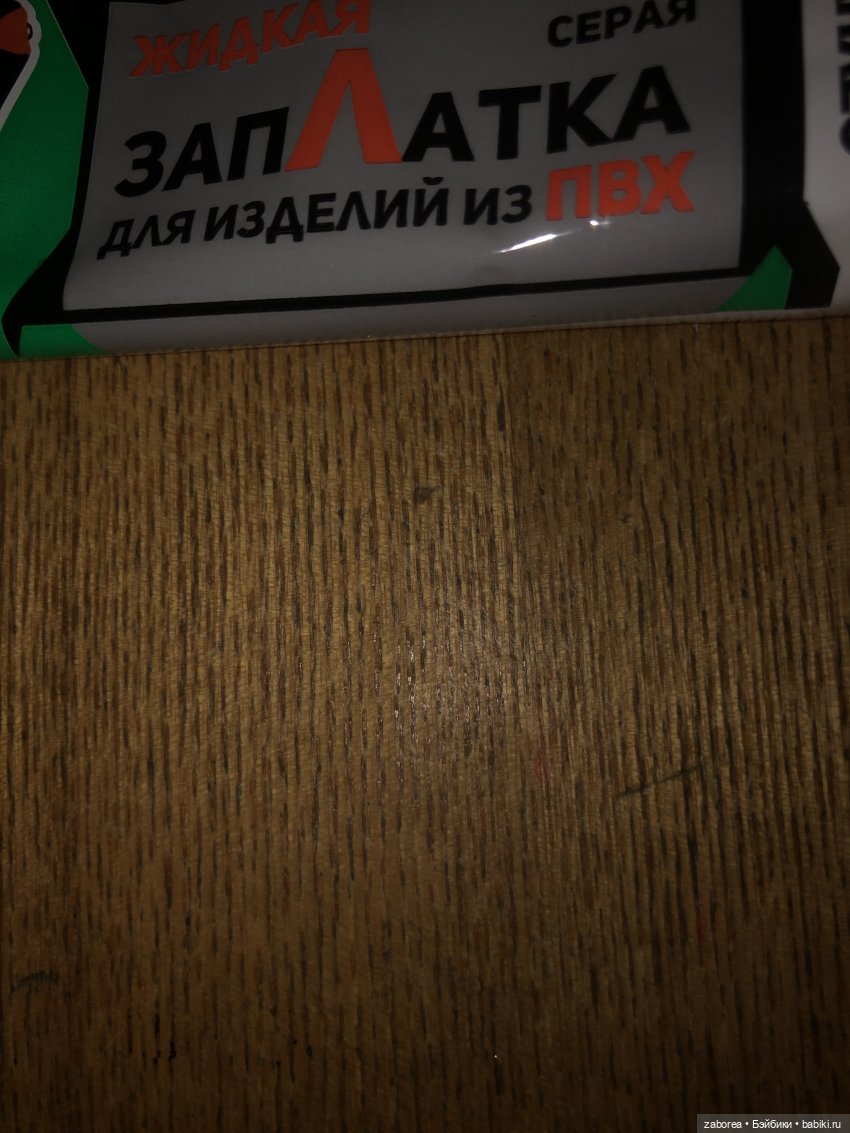 ЖИДКАЯ
СЕРАЯ
ЗАПЛАТКА
ДЛЯ ИЗДЕЛИЙ ИЗ ПВХ
zaborea • Бэйбики • babiki.ru